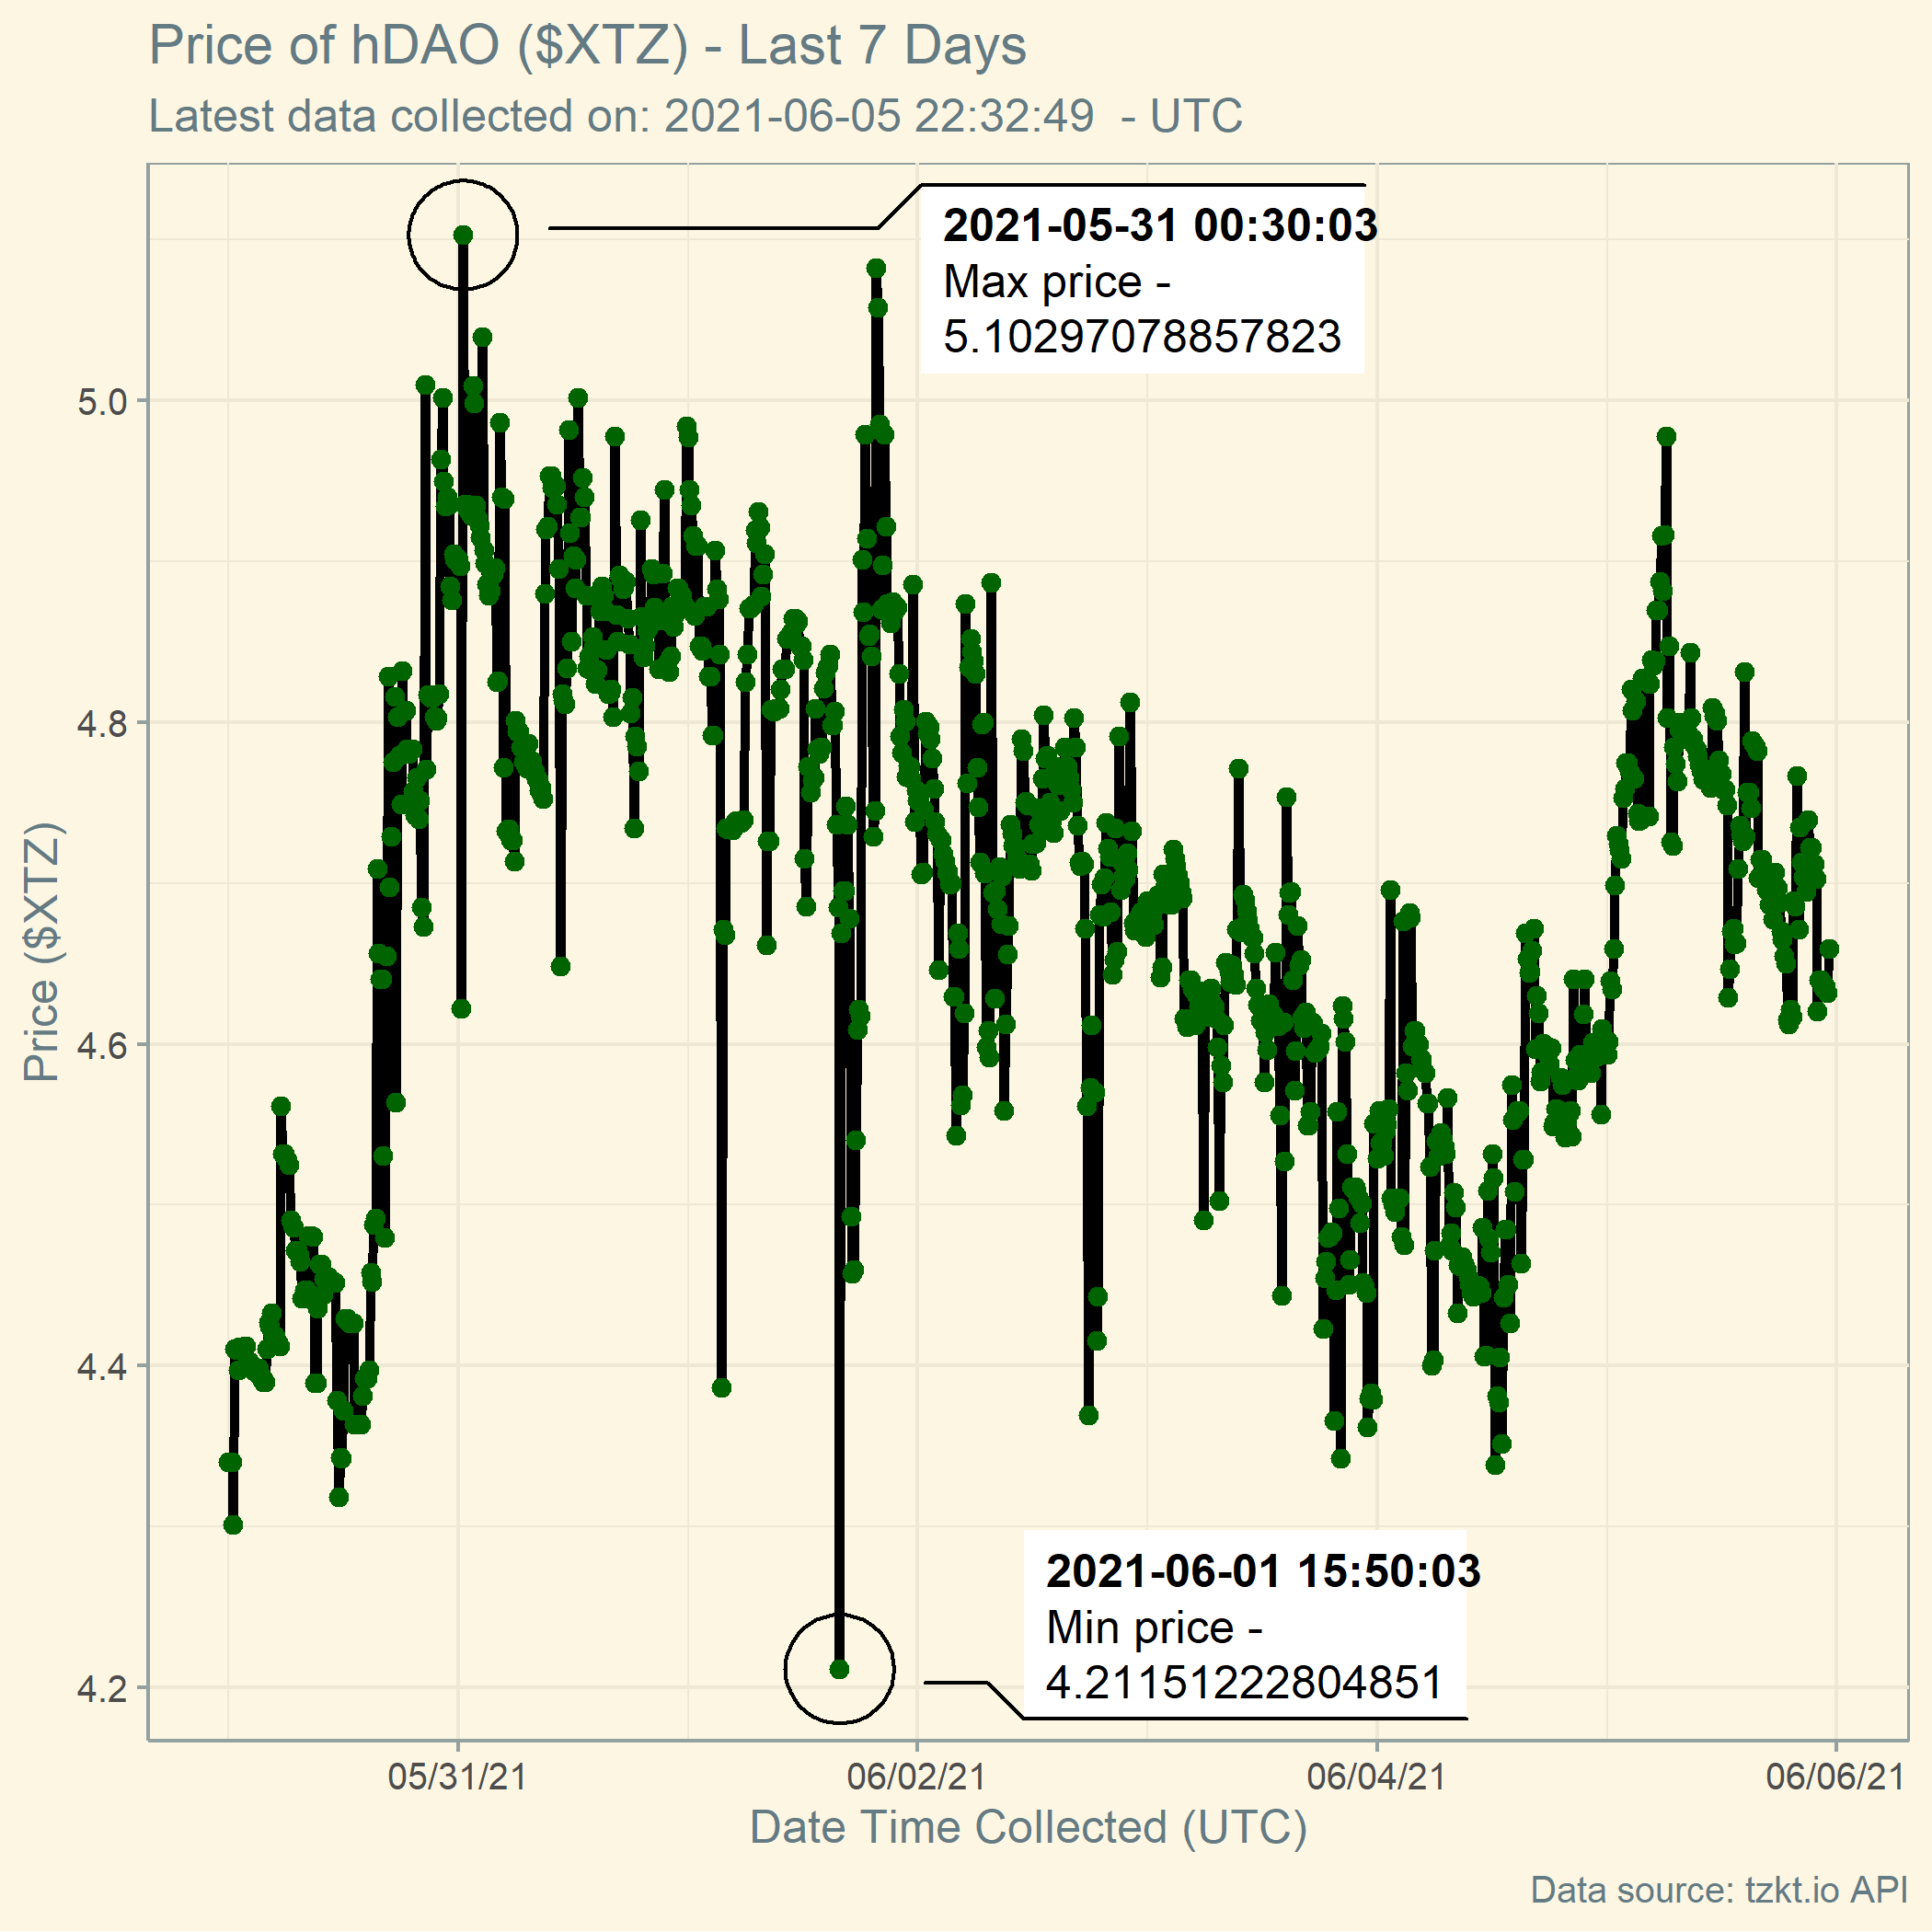 Price of hDAO ($XTZ) - Last 7 Days
Latest data collected on: 2021-06-05 22:32:49  - UTC
2021-05-31 00:30:03
Max price -
5.10297078857823
5.0
4.8
4.6
4.4
4.2
Price ($XTZ)
2021-06-01 15:50:03
Min price -
4.21151222804851
05/31/21
06/02/21
06/04/21
06/06/21
Date Time Collected (UTC)
Data source: tzkt.io API